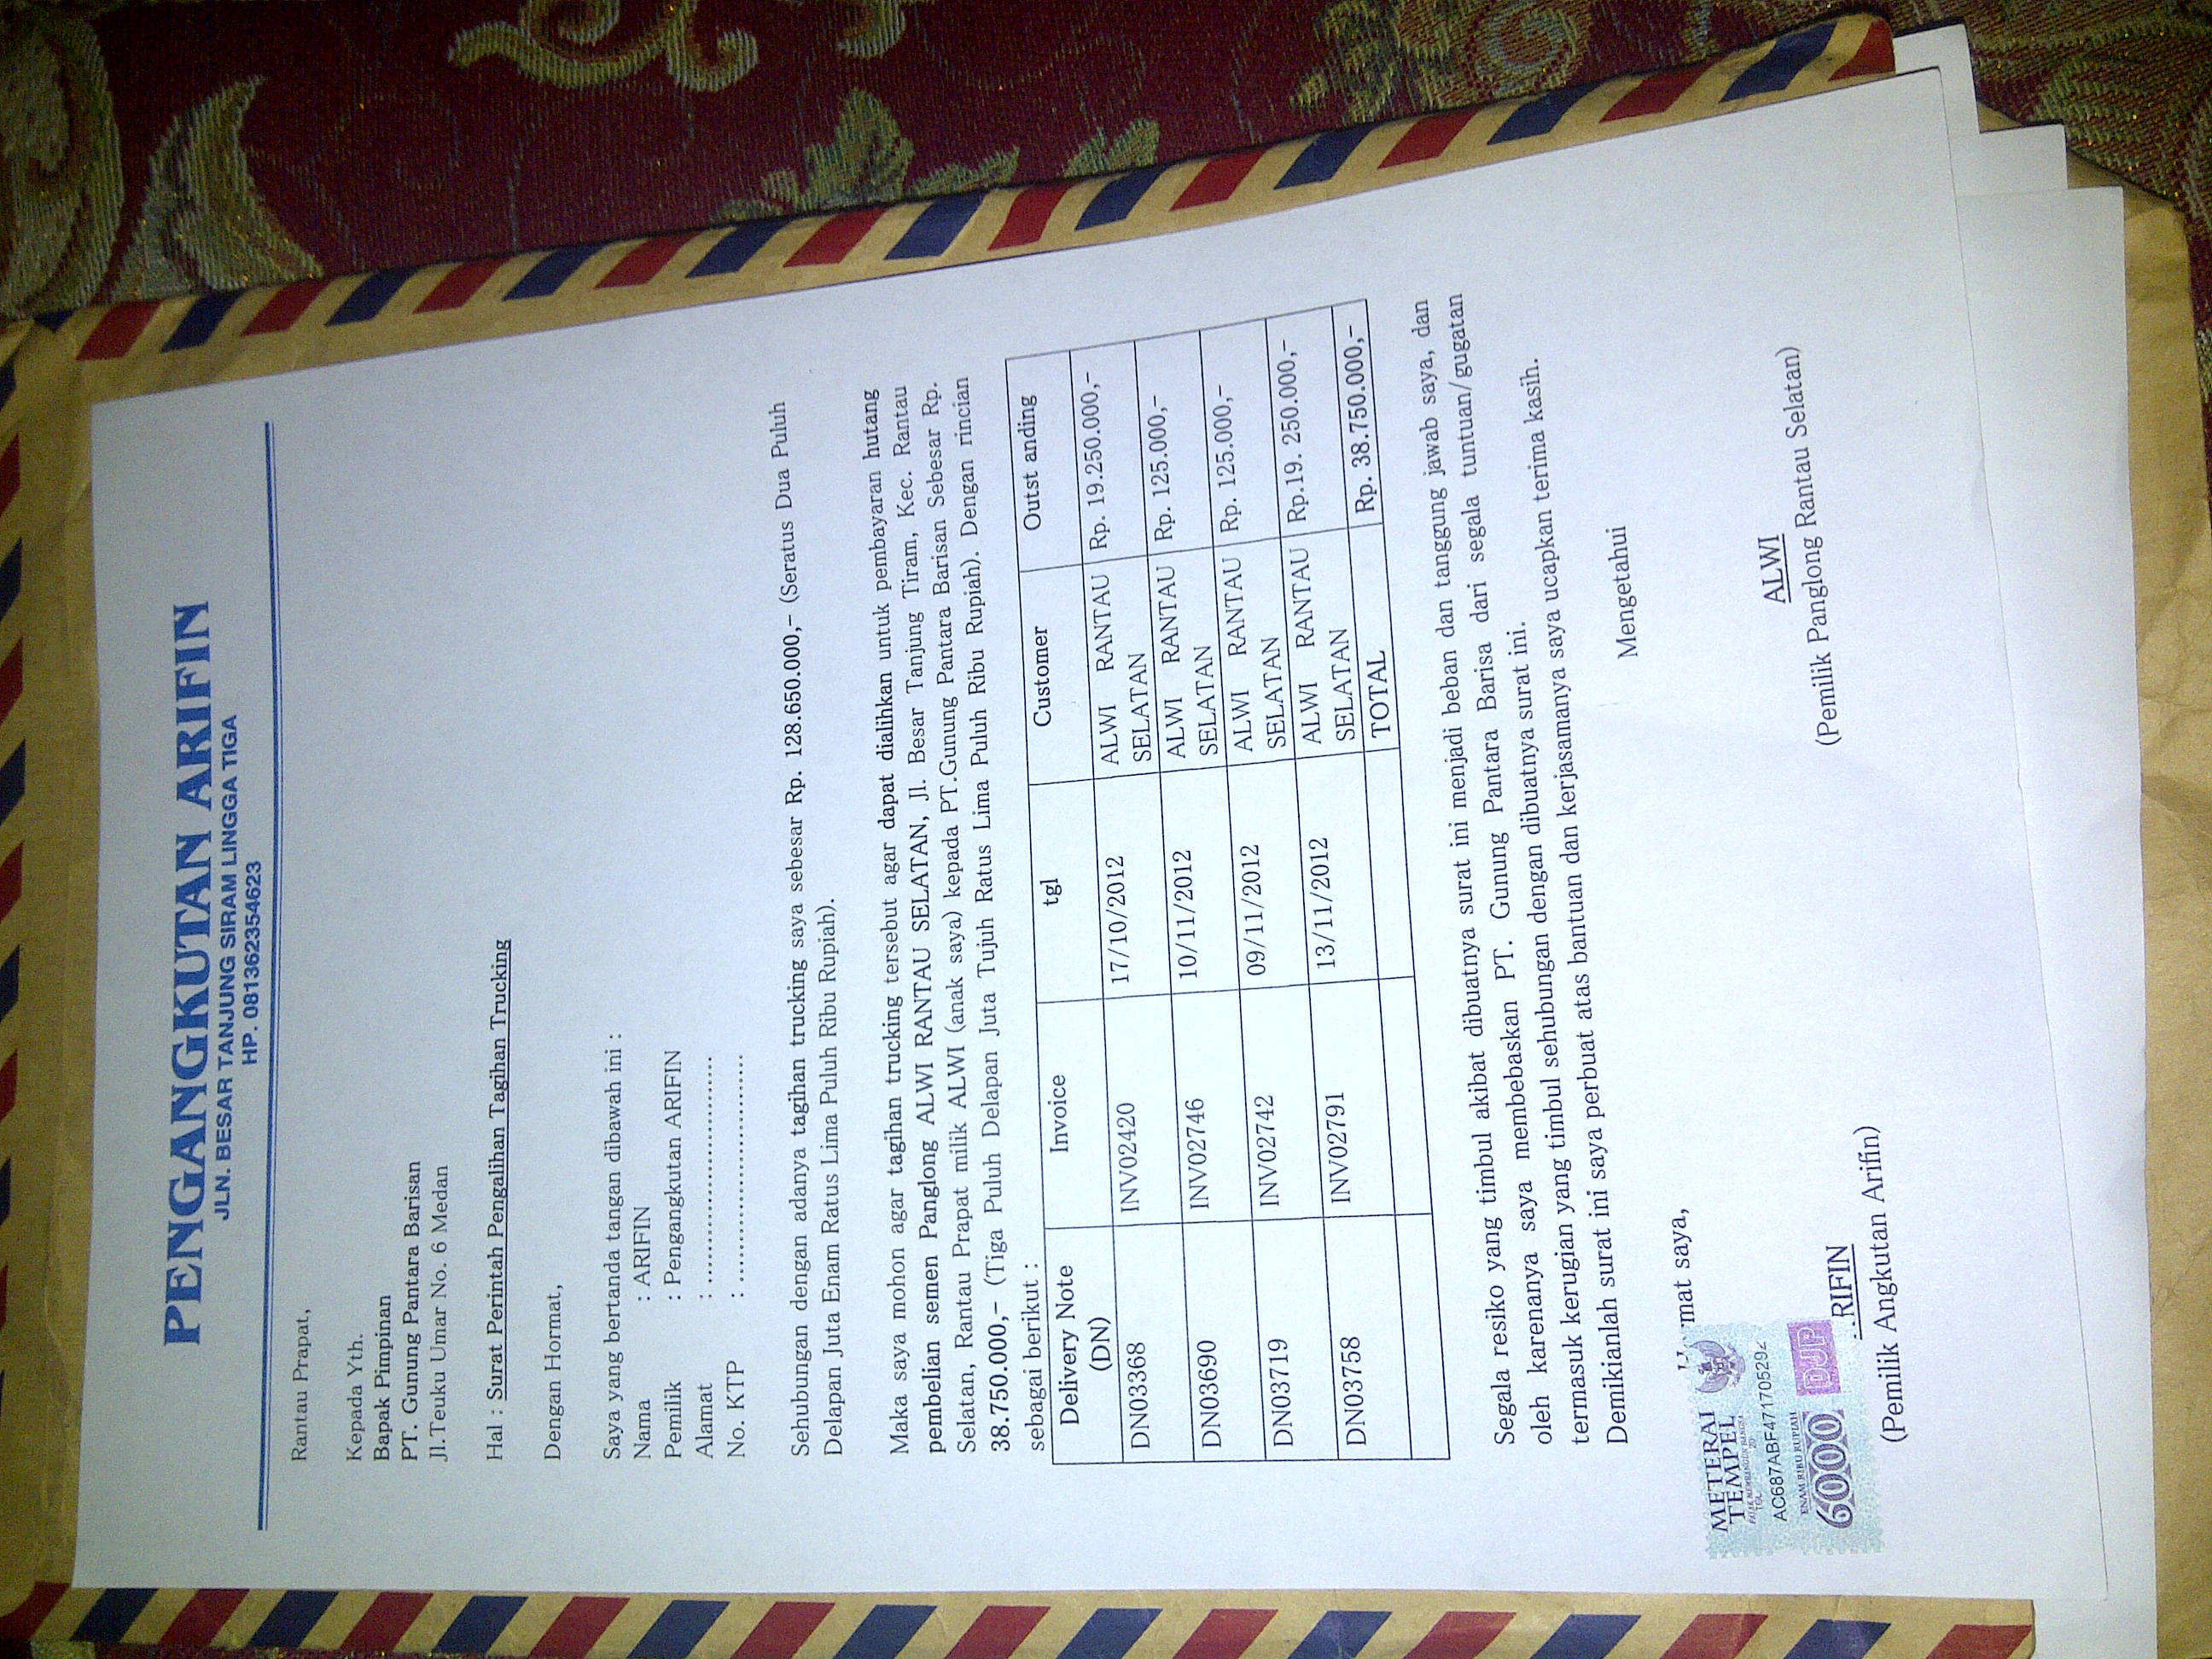 PENGANGKUTAN ARIFIN
JLN. BESAR TANJUNG SIRAM LINGGA TIGA
HP. 081362354623
Rantau Prapat,
Kepada Yth.
Bapak Pimpinan
PT. Gunung Pantara Barisan
Jl.Teuku Umar No. 6 Medan
Hal : Surat Perintah Pengalihan Tagihan Trucking
Dengan Hormat,
Saya yang bertanda tangan dibawah ini :
Nama : ARIFIN
Pemilik : Pengangkutan ARIFIN
Alamat : .............................
No. KTP : .............................
Sehubungan dengan adanya tagihan trucking saya sebesar Rp. 128.650.000,- (Seratus Dua Puluh
Delapan Juta Enam Ratus Lima Puluh Ribu Rupiah).
Maka saya mohon agar tagihan trucking tersebut agar dapat dialihkan untuk pembayaran hutang
pembelian semen Panglong ALWI RANTAU SELATAN, Jl. Besar Tanjung Tiram, Kec. Rantau
Selatan, Rantau Prapat milik ALWI (anak saya) kepada PT.Gunung Pantara Barisan Sebesar Rp.
38.750.000,- (Tiga Puluh Delapan Juta Tujuh Ratus Lima Puluh Ribu Rupiah). Dengan rincian
sebagai berikut :
Delivery Note (DN) Invoice tgl Customer Outst anding
DN03368 INV02420 17/10/2012 ALWI RANTAU SELATAN Rp. 19.250.000,-
DN03690 INV02746 10/11/2012 ALWI RANTAU SELATAN Rp. 125.000,-
DN03719 INV02742 09/11/2012 ALWI RANTAU SELATAN Rp. 125.000,-
DN03758 INV02791 13/11/2012 ALWI RANTAU SELATAN Rp.19. 250.000,-
TOTAL Rp. 38.750.000,-
Segala resiko yang timbul akibat dibuatnya surat ini menjadi beban dan tanggung jawab saya, dan
oleh karenanya saya membebaskan PT. Gunung Pantara Barisa dari segala tuntuan/gugatan
termasuk kerugian yang timbul sehubungan dengan dibuatnya surat ini.
Demikianlah surat ini saya perbuat atas bantuan dan kerjasamanya saya ucapkan terima kasih.
Mengetahui
Hormat saya,
METERAI
TEMPEL
PAJAK MEMBANGUN BANGSA
TGL. 20
AC687ABF471705292
ENAM RIBU RUPIAH
6000 DJP
ARIFIN
(Pemilik Angkutan Arifin)
ALWI
(Pemilik Panglong Rantau Selatan)